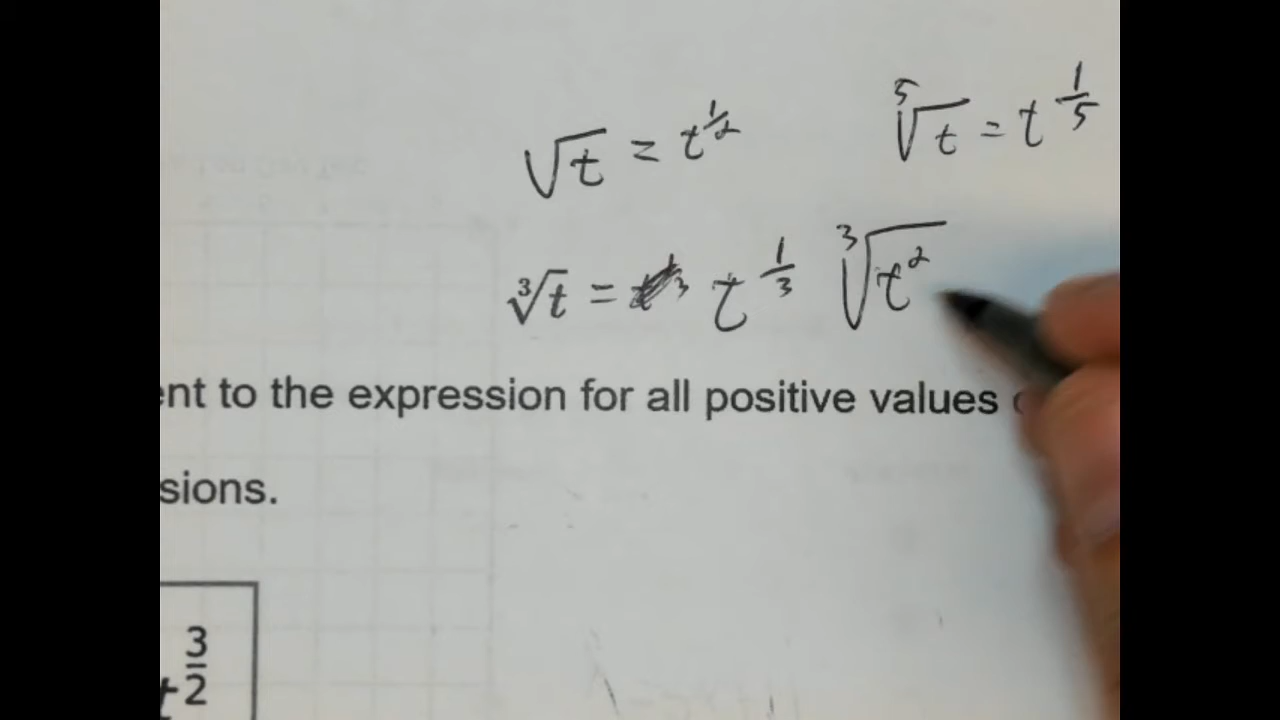 √t = t^1/2
⁵√t = t^1/5
³√t = t^1/3
³√t²
nt to the expression for all positive values
sions.
t^3/2